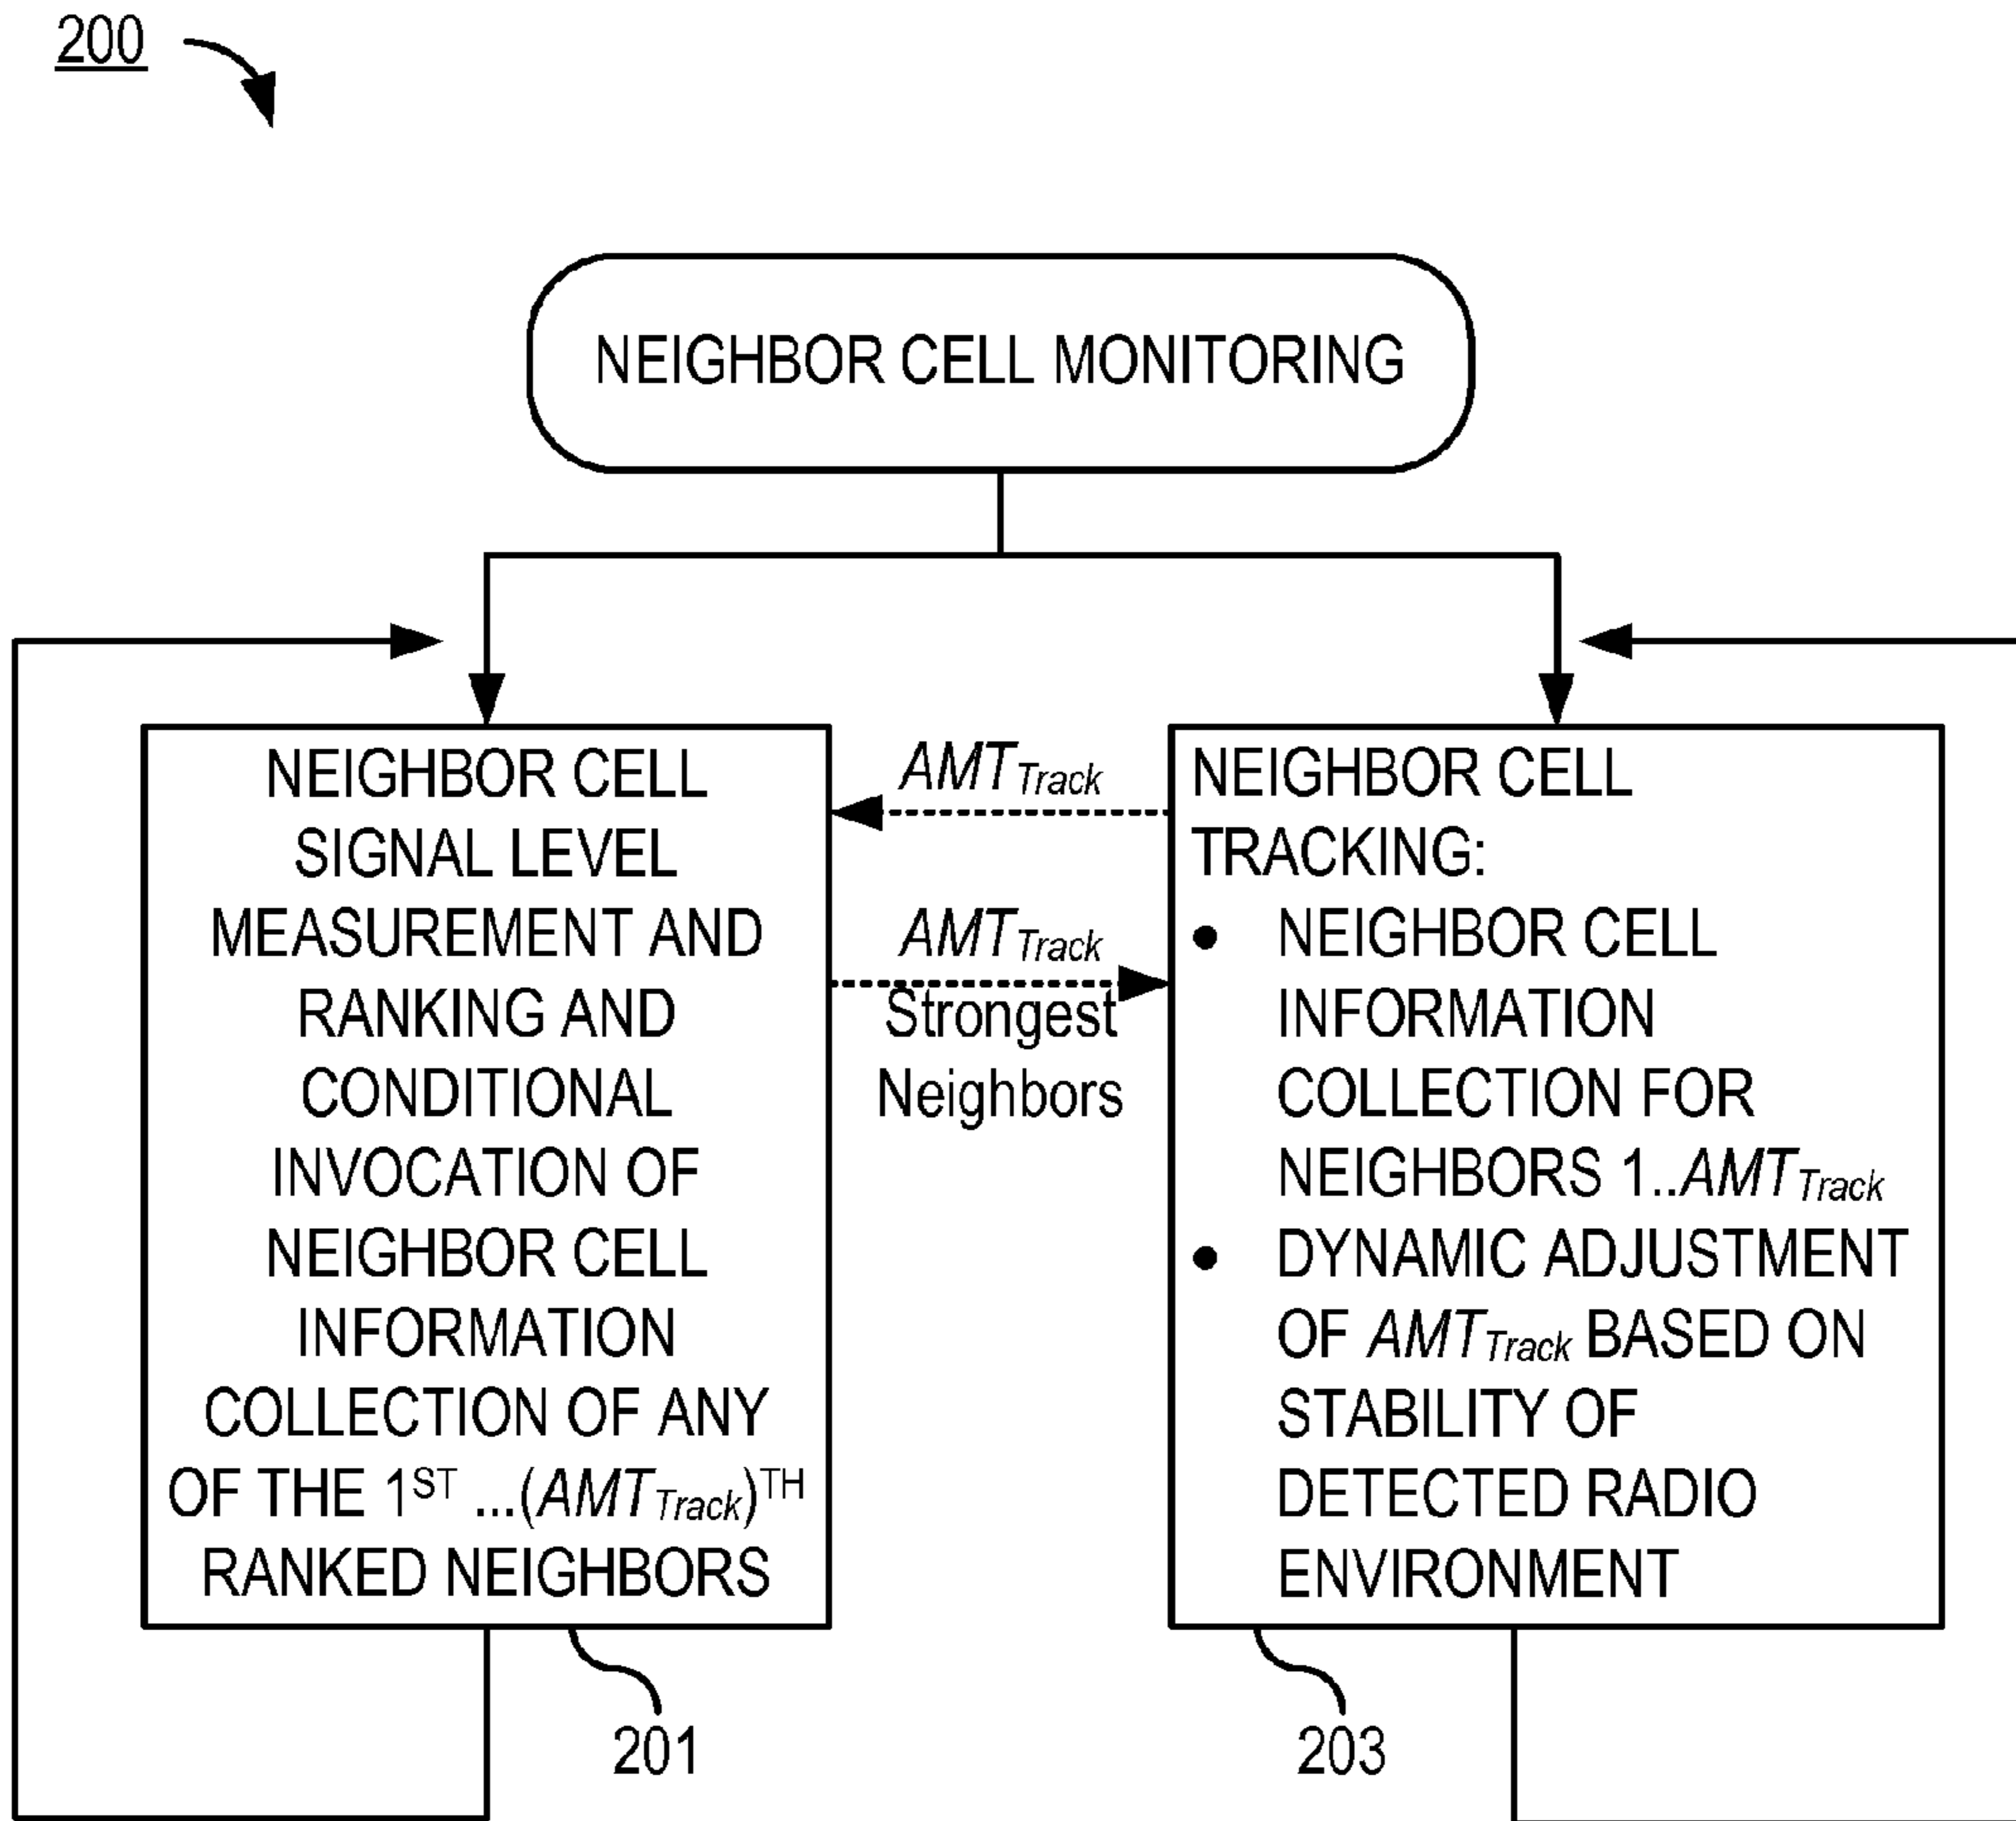 200
NEIGHBOR CELL MONITORING
NEIGHBOR CELL
SIGNAL LEVEL
MEASUREMENT AND
RANKING AND
CONDITIONAL
INVOCATION OF
NEIGHBOR CELL
INFORMATION
COLLECTION OF ANY
OF THE 1ST ...(AMTTrack)TH
RANKED NEIGHBORS
AMTTrack
AMTTrack
Strongest
Neighbors
NEIGHBOR CELL
TRACKING:
• NEIGHBOR CELL
INFORMATION
COLLECTION FOR
NEIGHBORS 1..AMTTrack
• DYNAMIC ADJUSTMENT
OF AMTTrack BASED ON
STABILITY OF
DETECTED RADIO
ENVIRONMENT
201
203